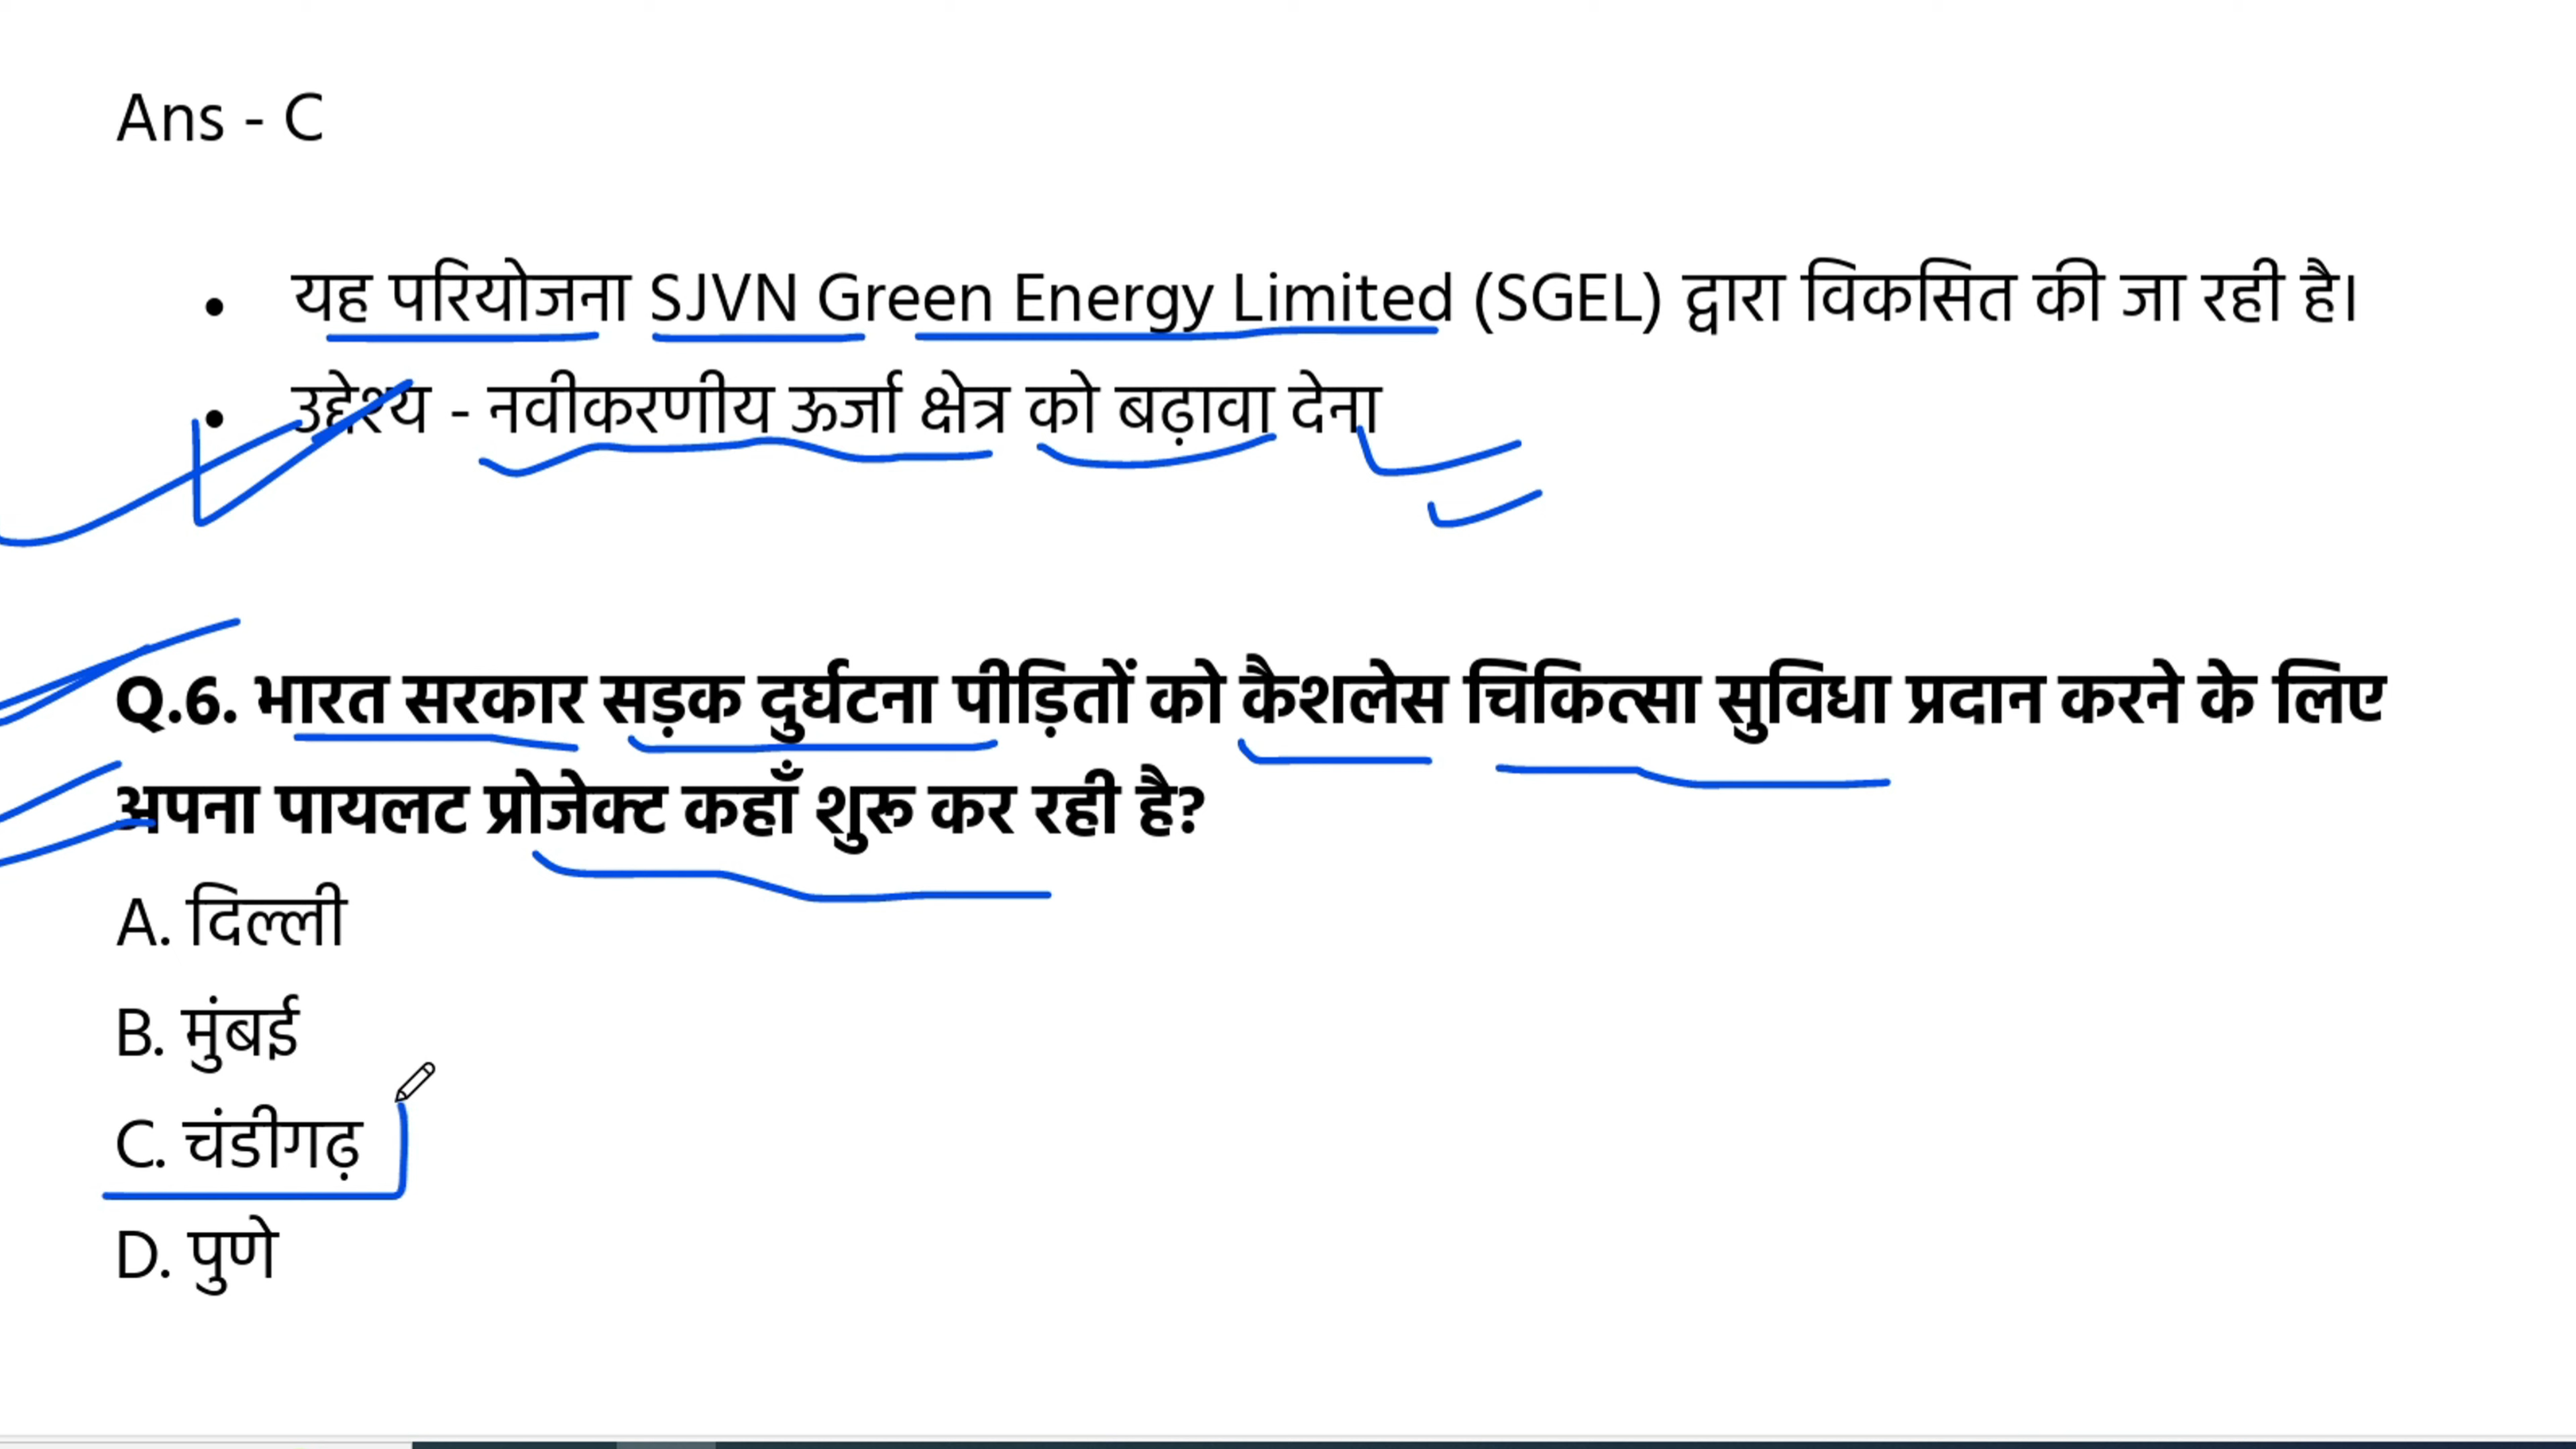 Ans - C
• यह परियोजना SJVN Green Energy Limited (SGEL) द्वारा विकसित की जा रही है।
• उद्देश्य - नवीकरणीय ऊर्जा क्षेत्र को बढ़ावा देना
Q.6. भारत सरकार सड़क दुर्घटना पीड़ितों को कैशलेस चिकित्सा सुविधा प्रदान करने के लिए
अपना पायलट प्रोजेक्ट कहाँ शुरू कर रही है?
A. दिल्ली
B. मुंबई
C. चंडीगढ़
D. पुणे